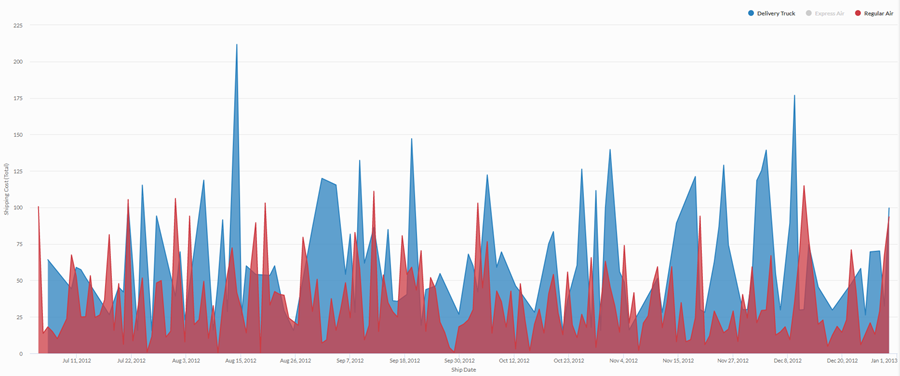 Delivery Truck Express Air Regular Air
225
200
175
150
125
100
75
50
25
0
Shipping Cost (Total)
Jul 11, 2012 Jul 22, 2012 Aug 3, 2012 Aug 15, 2012 Aug 26, 2012 Sep 7, 2012 Sep 18, 2012 Sep 30, 2012 Oct 12, 2012 Oct 23, 2012 Nov 4, 2012 Nov 15, 2012 Nov 27, 2012 Dec 8, 2012 Dec 20, 2012 Jan 1, 2013
Ship Date